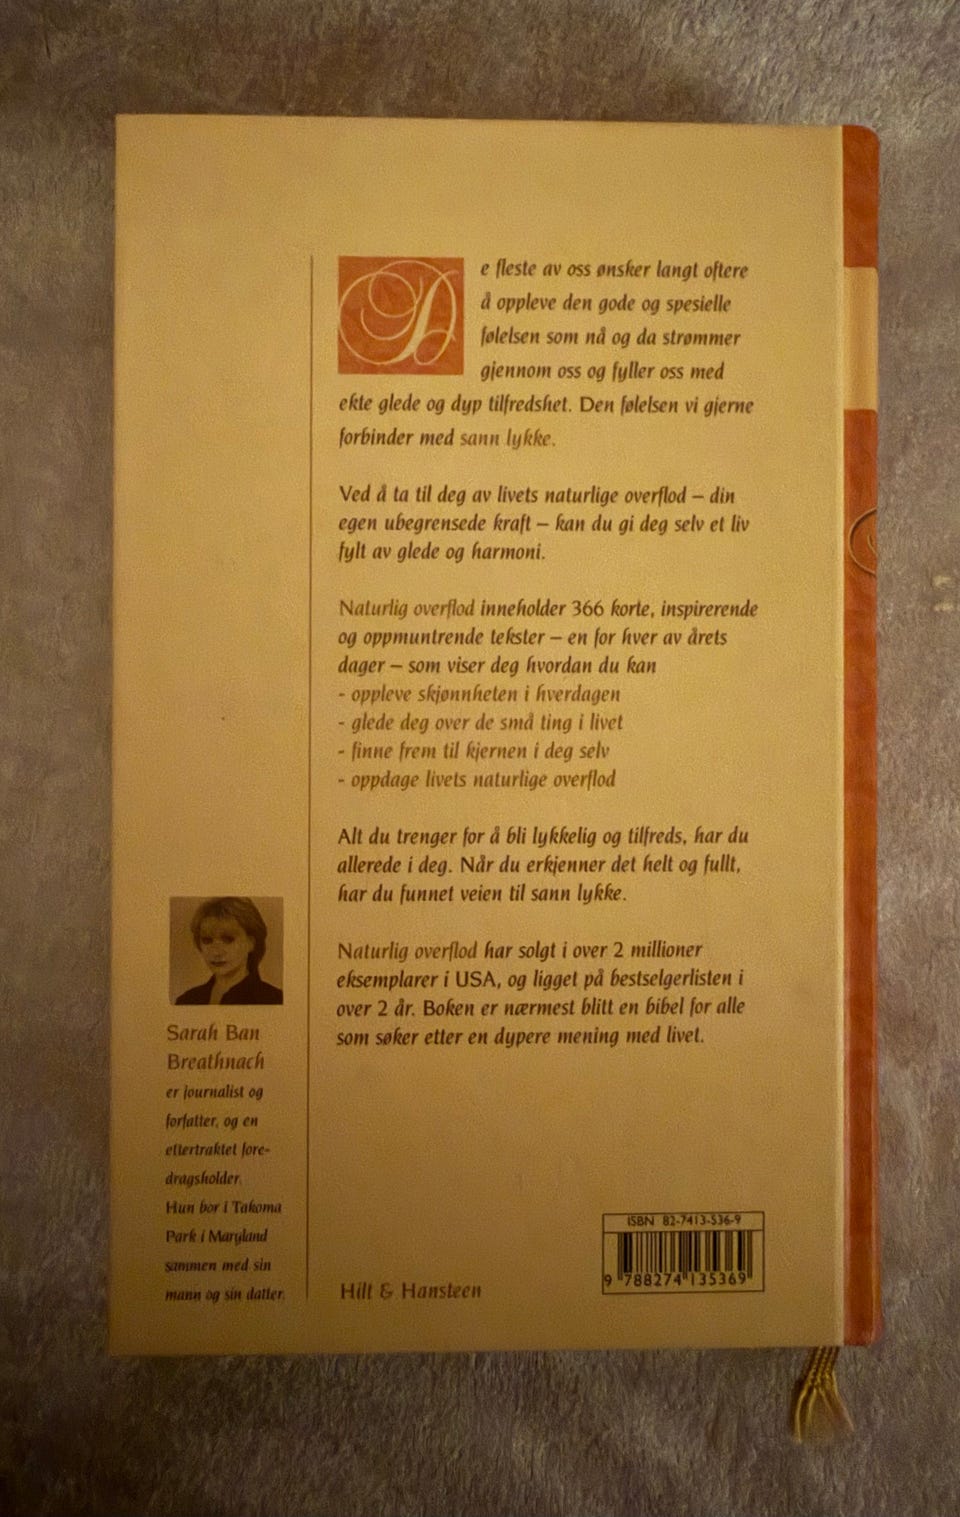 De fleste av oss ønsker langt oftere
å oppleve den gode og spesielle
følelsen som nå og da strømmer
gjennom oss og fyller oss med
ekte glede og dyp tilfredshet. Den følelsen vi gjerne
forbinder med sann lykke.
Ved å ta til deg av livets naturlige overflod – din
egen ubegrensede kraft – kan du gi deg selv et liv
fylt av glede og harmoni.
Naturlig overflod inneholder 366 korte, inspirerende
og oppmuntrende tekster – en for hver av årets
dager – som viser deg hvordan du kan
- oppleve skjønnheten i hverdagen
- glede deg over de små ting i livet
- finne frem til kjernen i deg selv
- oppdage livets naturlige overflod
Alt du trenger for å bli lykkelig og tilfreds, har du
allerede i deg. Når du erkjenner det helt og fullt,
har du funnet veien til sann lykke.
Naturlig overflod har solgt i over 2 millioner
eksemplarer i USA, og ligget på bestselgerlisten i
over 2 år. Boken er nærmest blitt en bibel for alle
som søker etter en dypere mening med livet.
Sarah Ban
Breathnach
er journalist og
forfatter, og en
ettertraktet fore-
dragsholder.
Hun bor i Takoma
Park i Maryland
sammen med sin
mann og sin datter.
Hilt & Hansteen
ISBN 82-7413-536-9
9 788274 135369